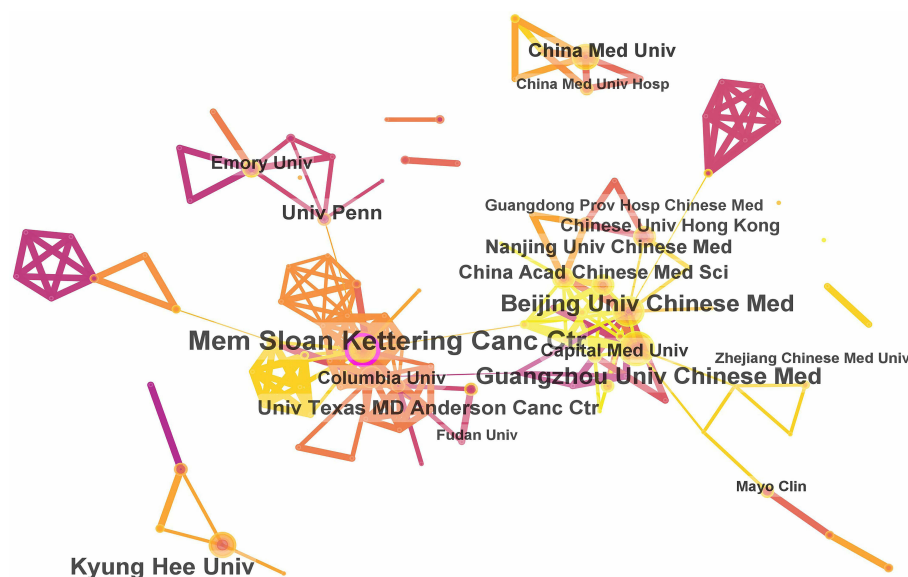 China Med Univ
China Med Univ Hosp
Emory Univ
Univ Penn
Guangdong Prov Hosp Chinese Med
Chinese Univ Hong Kong
Nanjing Univ Chinese Med
China Acad Chinese Med Sci
Beijing Univ Chinese Med
Mem Sloan Kettering Canc Ctr
Capital Med Univ
Zhejiang Chinese Med Univ
Columbia Univ
Guangzhou Univ Chinese Med
Univ Texas MD Anderson Canc Ctr
Fudan Univ
Mayo Clin
Kyung Hee Univ